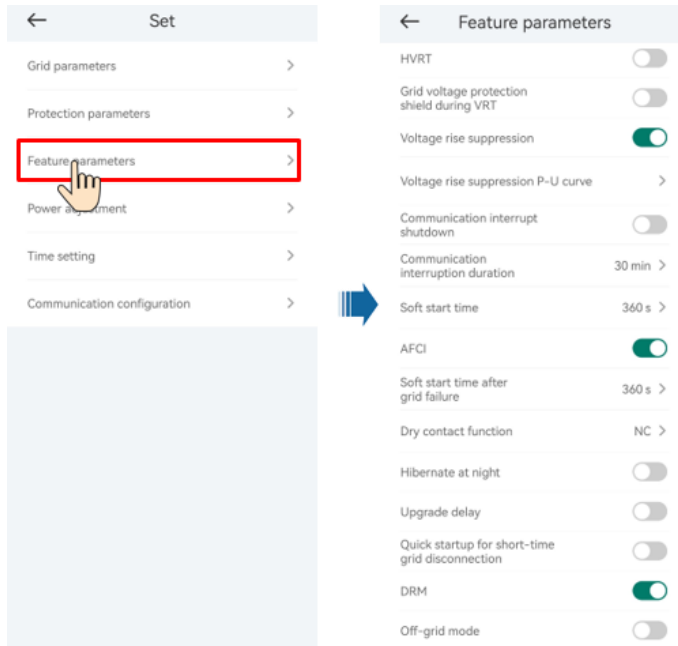 Set
Grid parameters
Protection parameters
Feature parameters
Power adjustment
Time setting
Communication configuration
Feature parameters
HVRT
Grid voltage protection
shield during VRT
Voltage rise suppression
Voltage rise suppression P-U curve
Communication interrupt
shutdown
Communication
interruption duration
30 min
Soft start time
360 s
AFCI
Soft start time after
grid failure
360 s
Dry contact function
NC
Hibernate at night
Upgrade delay
Quick startup for short-time
grid disconnection
DRM
Off-grid mode